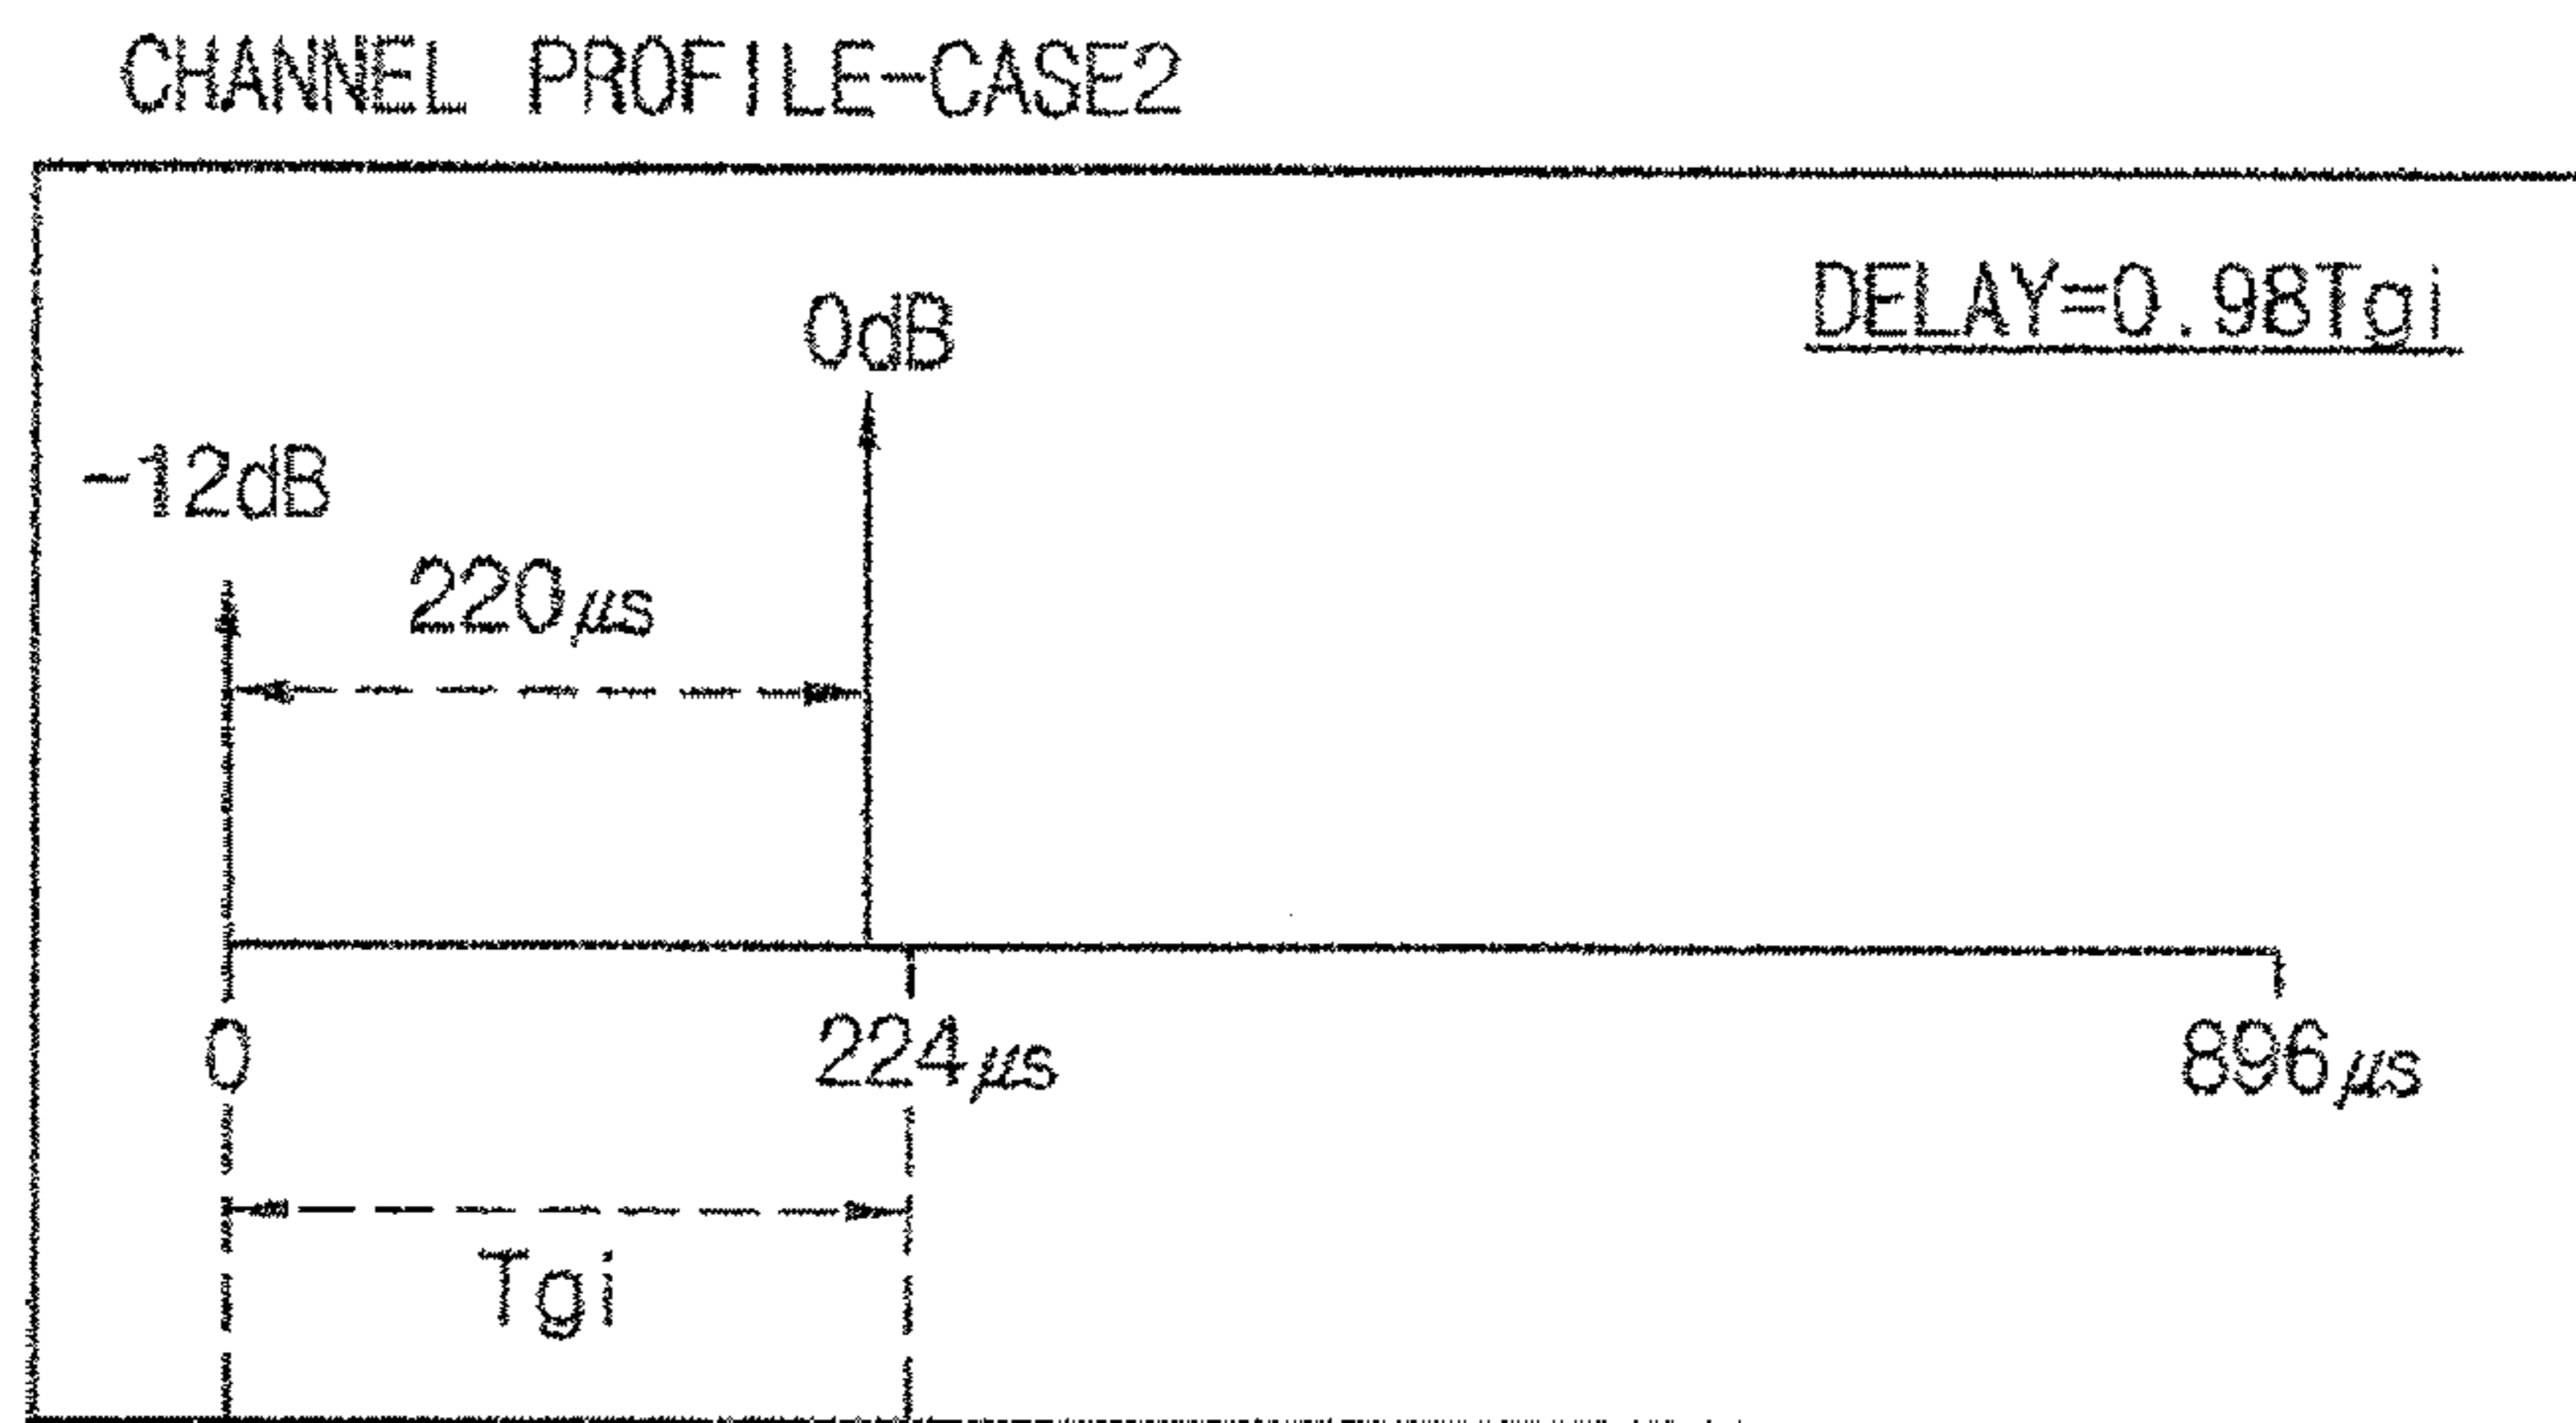 CHANNEL PROFILE-CASE2
DELAY=0.98Tgi
0dB
-12dB
220μs
0
224μs
896μs
Tgi